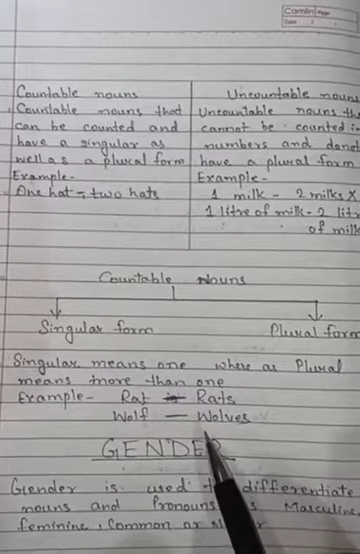 Camlin Page
Date
Countable nouns
Countable nouns that
can be counted and
have a singular as
well as a plural form
Example-
One hat - two hats
Uncountable nouns
Uncountable nouns th
cannot be counted in
numbers and donot
have a plural form
Example-
1 milk - 2 milks X
1 litre of milk - 2 lit
of milk
Countable Nouns
Singular form
Plural form
Singular means one where as Plural
means more than one
Example- Rat — Rats
Wolf — Wolves
GENDER
Gender is used differentiate
nouns and Pronouns Masculine,
feminine, Common or